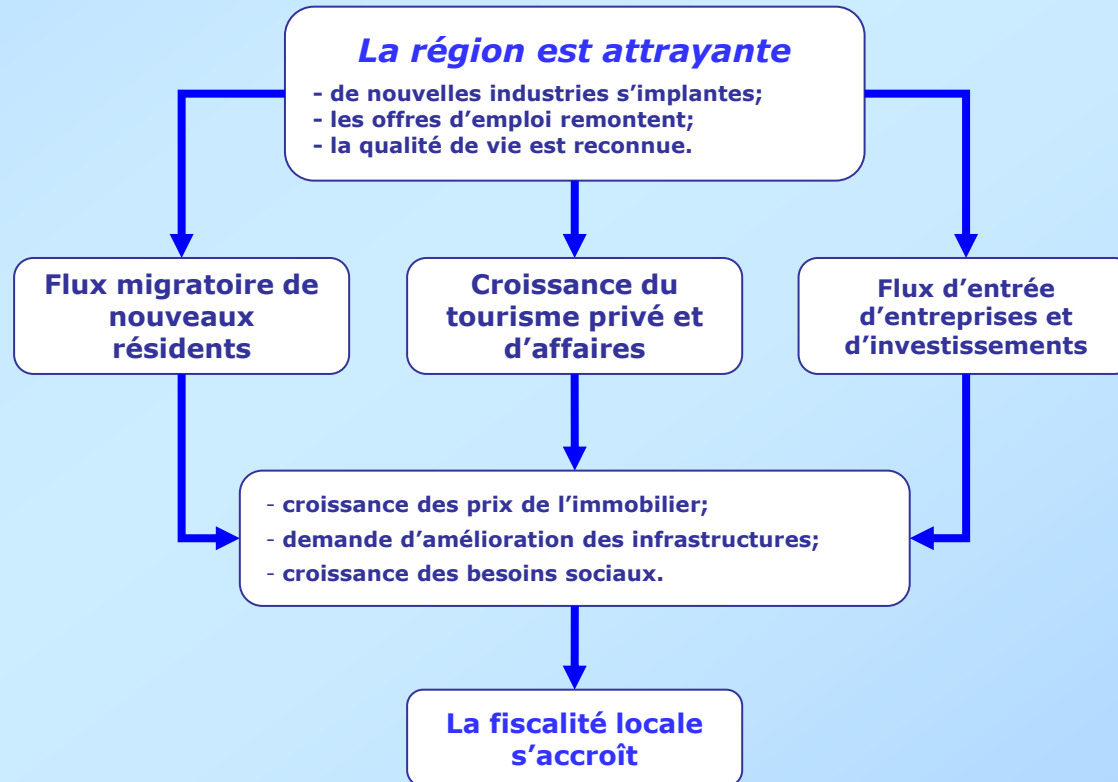 La région est attrayante
- de nouvelles industries s’implantes;
- les offres d’emploi remontent;
- la qualité de vie est reconnue.
Flux migratoire de
nouveaux
résidents
Croissance du
tourisme privé et
d’affaires
Flux d’entrée
d’entreprises et
d’investissements
- croissance des prix de l’immobilier;
- demande d’amélioration des infrastructures;
- croissance des besoins sociaux.
La fiscalité locale
s’accroît